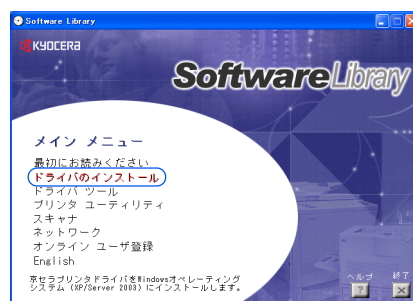 Software Library
KYOCERA
SoftwareLibrary
メイン メニュー
最初にお読みください
ドライバのインストール
ドライバ ツール
プリンタ ユーティリティ
スキャナ
ネットワーク
オンライン ユーザ登録
English
京セラプリンタドライバをWindowsオペレーティング
システム (XP/Server 2003) にインストールします。
ヘルプ 終了